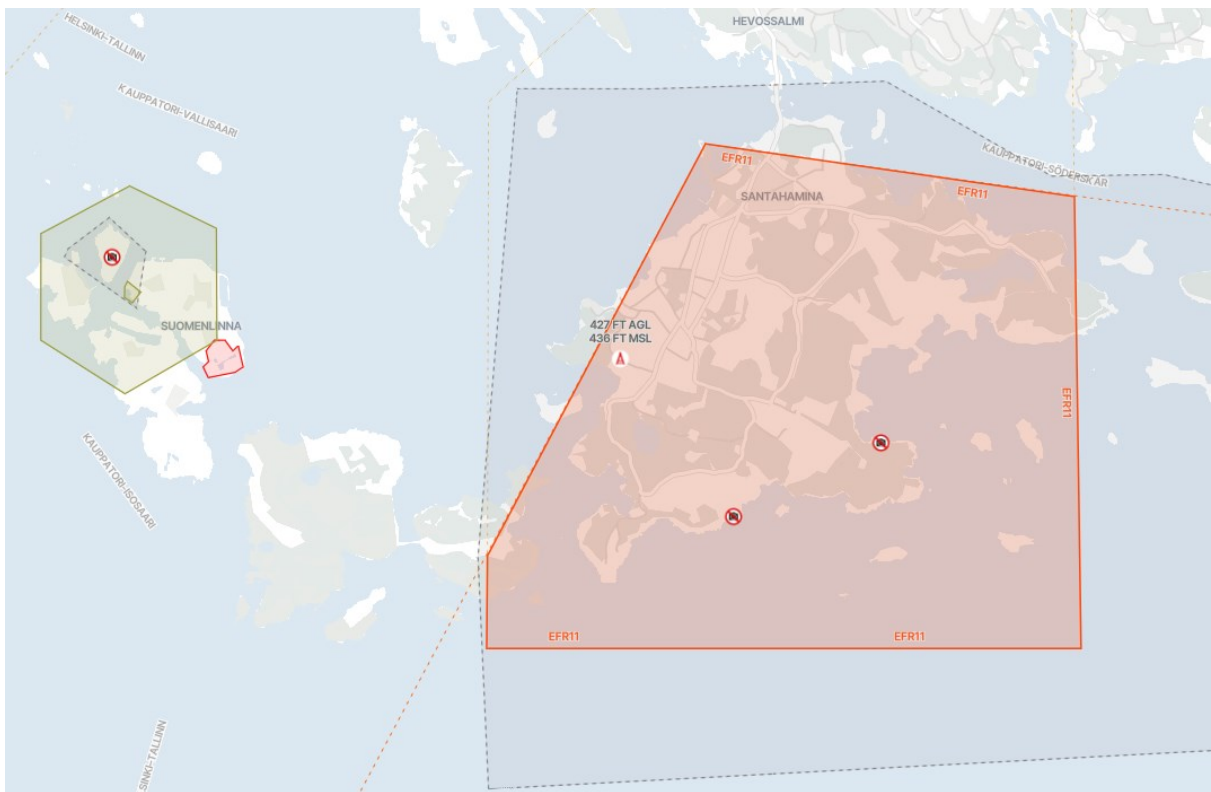 HEVOSSALMI
HELSINKI-TALLINN
KAUPPATORI-VALLISAARI
KAUPPATORI-SÖDERSKÄR
EFR11
EFR11
SANTAHAMINA
SUOMENLINNA
427 FT AGL
436 FT MSL
EFR11
KAUPPATORI-ISOSAARI
EFR11
EFR11
SINKI-TALLINN